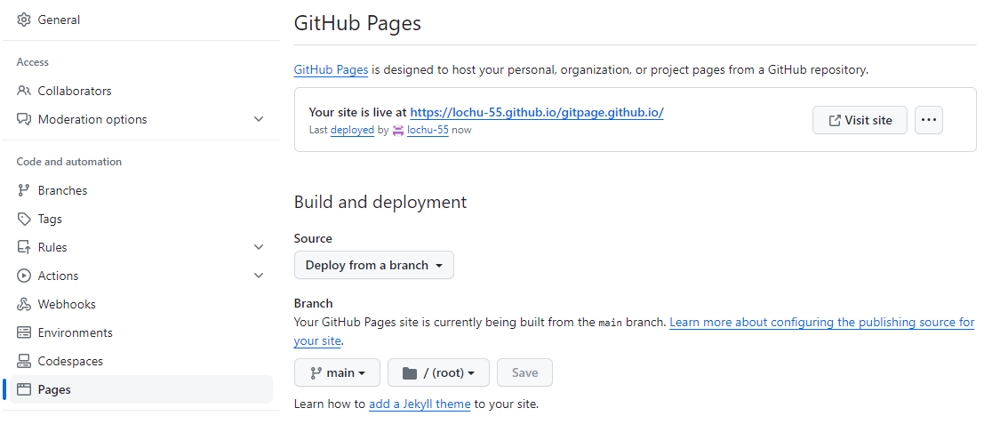 General
Access
Collaborators
Moderation options
Code and automation
Branches
Tags
Rules
Actions
Webhooks
Environments
Codespaces
Pages
GitHub Pages
GitHub Pages is designed to host your personal, organization, or project pages from a GitHub repository.
Your site is live at https://lochu-55.github.io/gitpage.github.io/
Last deployed by lochu-55 now
Visit site
Build and deployment
Source
Deploy from a branch
Branch
Your GitHub Pages site is currently being built from the main branch. Learn more about configuring the publishing source for
your site.
main
/ (root)
Save
Learn how to add a Jekyll theme to your site.